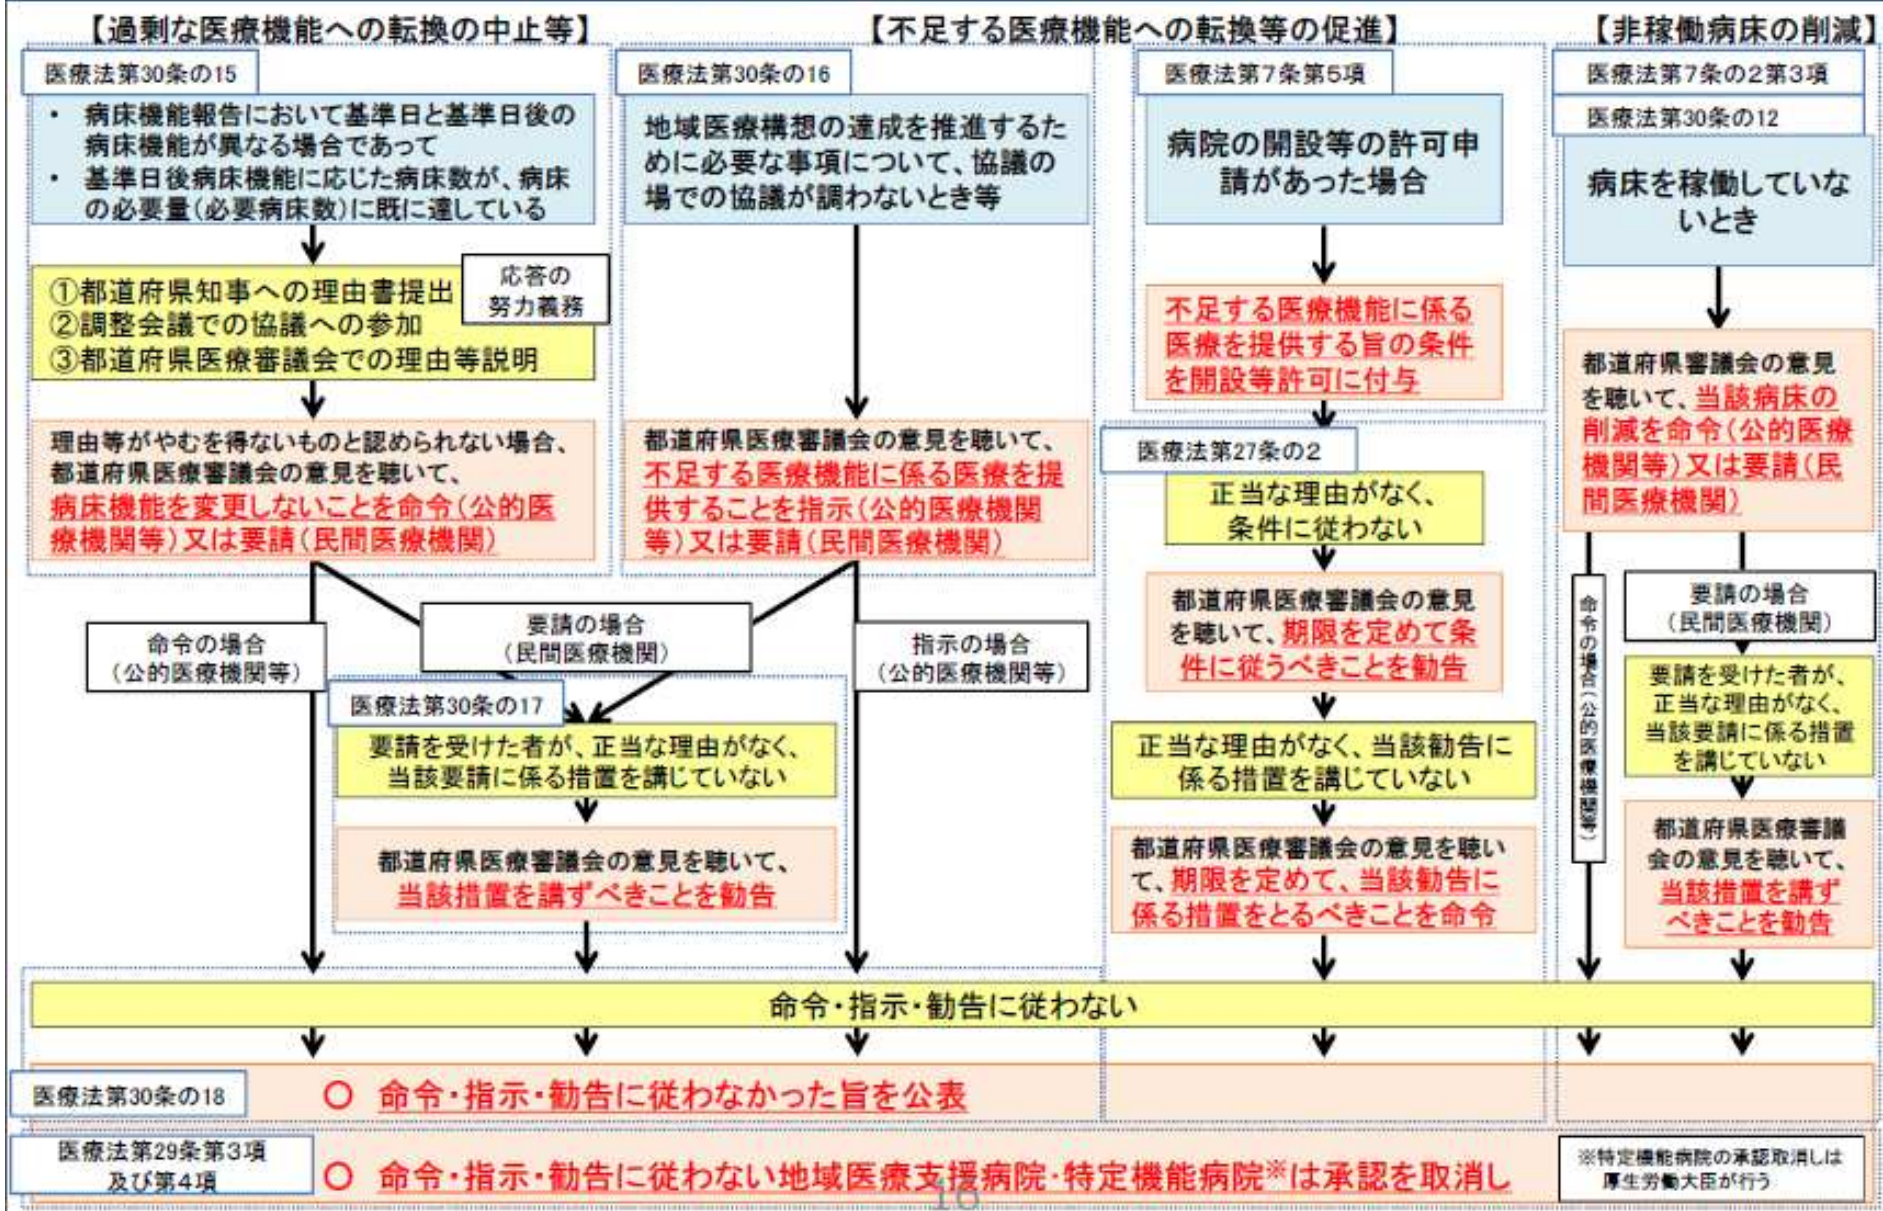 【過剰な医療機能への転換の中止等】
医療法第30条の15
・ 病床機能報告において基準日と基準日後の
病床機能が異なる場合であって
・ 基準日後病床機能に応じた病床数が、病床
の必要量(必要病床数)に既に達している
①都道府県知事への理由書提出
②調整会議での協議への参加
③都道府県医療審議会での理由等説明
応答の
努力義務
理由等がやむを得ないものと認められない場合、
都道府県医療審議会の意見を聴いて、
病床機能を変更しないことを命令(公的医
療機関等)又は要請(民間医療機関)
【不足する医療機能への転換等の促進】
医療法第30条の16
地域医療構想の達成を推進するた
めに必要な事項について、協議の
場での協議が調わないとき等
都道府県医療審議会の意見を聴いて、
不足する医療機能に係る医療を提
供することを指示(公的医療機関
等)又は要請(民間医療機関)
命令の場合
(公的医療機関等)
要請の場合
(民間医療機関)
指示の場合
(公的医療機関等)
医療法第30条の17
要請を受けた者が、正当な理由がなく、
当該要請に係る措置を講じていない
都道府県医療審議会の意見を聴いて、
当該措置を講ずべきことを勧告
医療法第7条第5項
病院の開設等の許可申
請があった場合
不足する医療機能に係る
医療を提供する旨の条件
を開設等許可に付与
医療法第27条の2
正当な理由がなく、
条件に従わない
都道府県医療審議会の意見
を聴いて、期限を定めて条
件に従うべきことを勧告
正当な理由がなく、当該勧告に
係る措置を講じていない
都道府県医療審議会の意見を聴い
て、期限を定めて、当該勧告に
係る措置をとるべきことを命令
【非稼働病床の削減】
医療法第7条の2第3項
医療法第30条の12
病床を稼働していな
いとき
都道府県審議会の意見
を聴いて、当該病床の
削減を命令(公的医療
機関等)又は要請(民
間医療機関)
命令の場合(公的医療機関等)
要請の場合
(民間医療機関)
要請を受けた者が、
正当な理由がなく、
当該要請に係る措置
を講じていない
都道府県医療審議
会の意見を聴いて、
当該措置を講ず
べきことを勧告
命令・指示・勧告に従わない
医療法第30条の18
○ 命令・指示・勧告に従わなかった旨を公表
医療法第29条第3項
及び第4項
○ 命令・指示・勧告に従わない地域医療支援病院・特定機能病院※は承認を取消し
※特定機能病院の承認取消しは
厚生労働大臣が行う
16